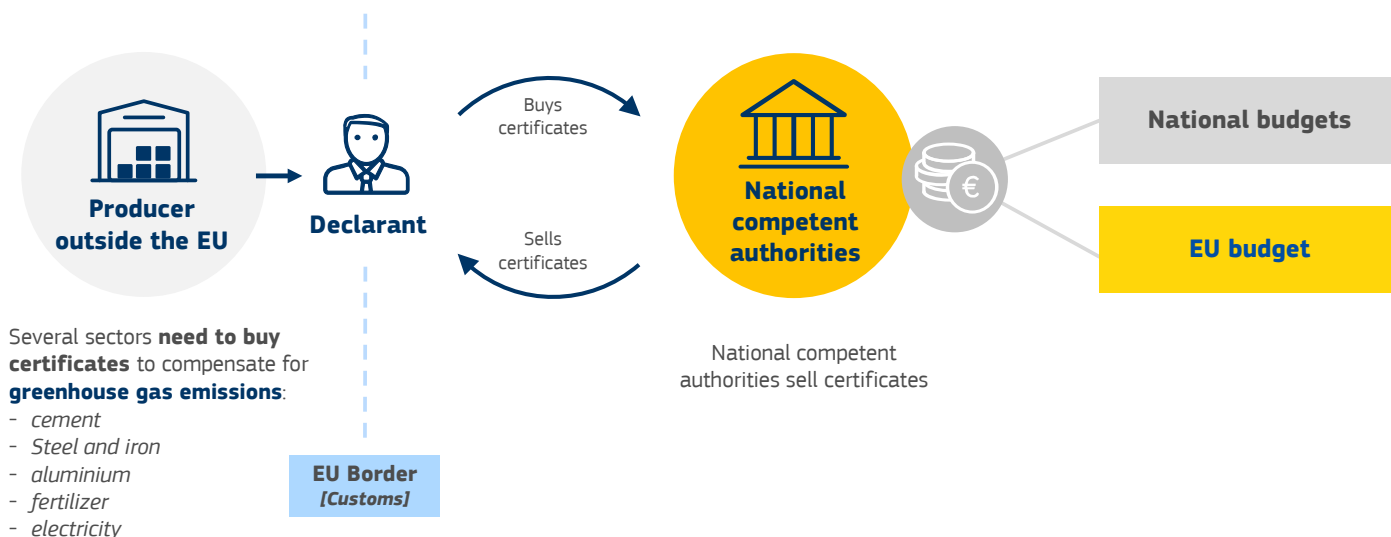 Producer
outside the EU
Declarant
Buys
certificates
Sells
certificates
National
competent
authorities
€
National budgets
EU budget
Several sectors need to buy
certificates to compensate for
greenhouse gas emissions:
- cement
- Steel and iron
- aluminium
- fertilizer
- electricity
EU Border
[Customs]
National competent
authorities sell certificates